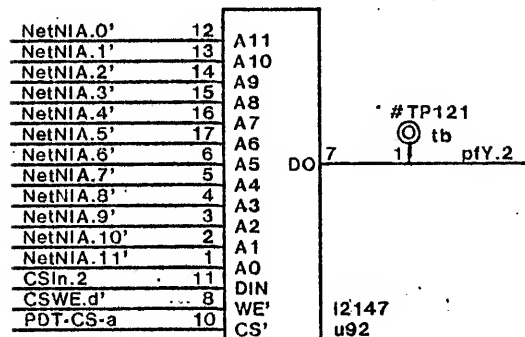 NetNIA.0' 12 A11
NetNIA.1' 13 A10
NetNIA.2' 14 A9
NetNIA.3' 15 A8
NetNIA.4' 16 A7
NetNIA.5' 17 A6
NetNIA.6' 6 A5
NetNIA.7' 5 A4
NetNIA.8' 4 A3
NetNIA.9' 3 A2
NetNIA.10' 2 A1
NetNIA.11' 1 A0
CSIn.2 11 DIN
CSWE.d' 8 WE'
PDT-CS-a 10 CS'
#TP121
tb
DO 7 1 pfY.2
I2147
u92